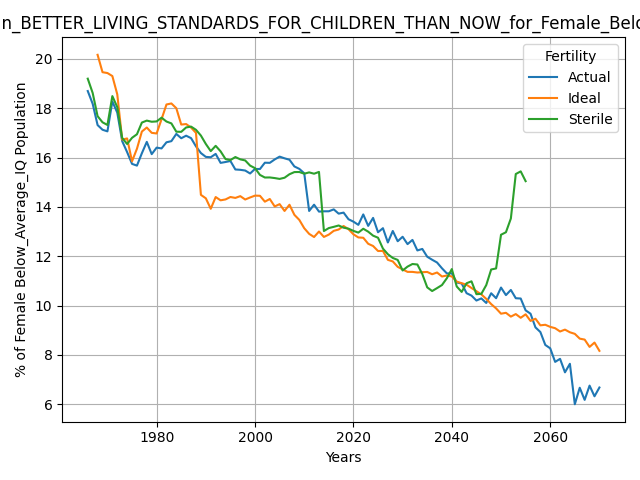 n_BETTER_LIVING_STANDARDS_FOR_CHILDREN_THAN_NOW_for_Female_Belo
% of Female Below_Average_IQ Population
20
18
16
14
12
10
8
6
Fertility
Actual
Ideal
Sterile
1980
2000
2020
2040
2060
Years